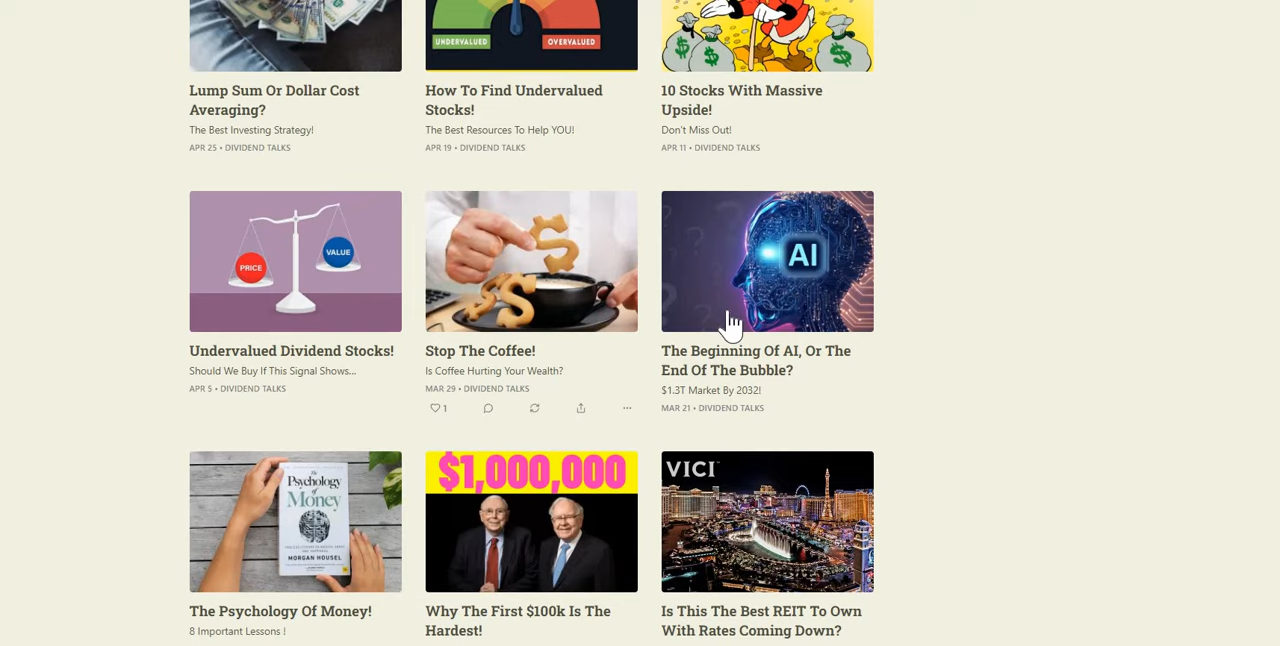 UNDERVALUED
OVERVALUED
$ $ $
Lump Sum Or Dollar Cost
Averaging?
The Best Investing Strategy!
APR 25 • DIVIDEND TALKS
How To Find Undervalued
Stocks!
The Best Resources To Help YOU!
APR 19 • DIVIDEND TALKS
10 Stocks With Massive
Upside!
Don't Miss Out!
APR 11 • DIVIDEND TALKS
PRICE
VALUE
AI
Undervalued Dividend Stocks!
Should We Buy If This Signal Shows...
APR 5 • DIVIDEND TALKS
Stop The Coffee!
Is Coffee Hurting Your Wealth?
MAR 29 • DIVIDEND TALKS
1
The Beginning Of AI, Or The
End Of The Bubble?
$1.3T Market By 2032!
MAR 21 • DIVIDEND TALKS
The
Psychology
of
Money
MORGAN HOUSEL
$1,000,000
VICI
The Psychology Of Money!
8 Important Lessons !
Why The First $100k Is The
Hardest!
Is This The Best REIT To Own
With Rates Coming Down?